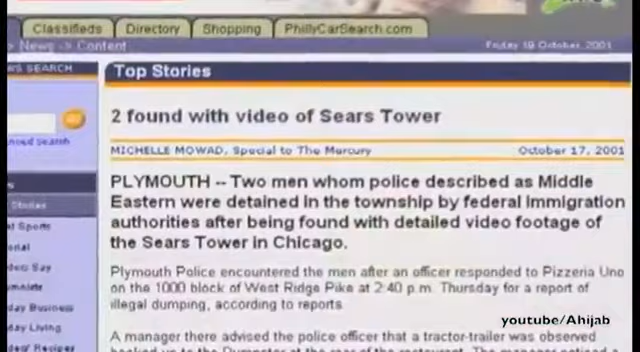 Classifieds Directory Shopping PhillyCarSearch.com
> News -> Content Friday 19 October, 2001
SEARCH
Top Stories
2 found with video of Sears Tower
MICHELLE MOWAD, Special to The Mercury October 17, 2001
PLYMOUTH -- Two men whom police described as Middle
Eastern were detained in the township by federal immigration
authorities after being found with detailed video footage of
the Sears Tower in Chicago.
Stories
Sports
Plymouth Police encountered the men after an officer responded to Pizzeria Uno
on the 1000 block of West Ridge Pike at 2:40 p.m. Thursday for a report of
illegal dumping, according to reports
day Business
day Living
Recipes
youtube/Ahijab
A manager there advised the police officer that a tractor-trailer was observed